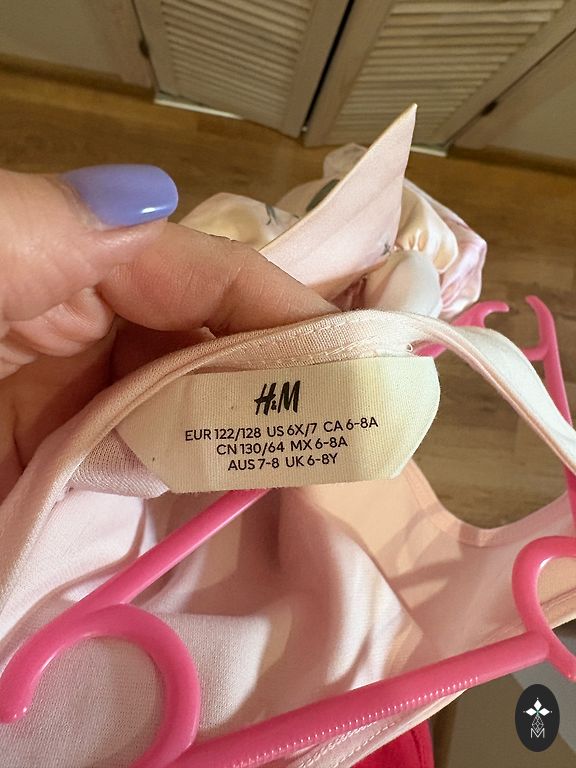 H&M
EUR 122/128 US 6X/7 CA 6-8A
CN 130/64 MX 6-8A
AUS 7-8 UK 6-8Y
M